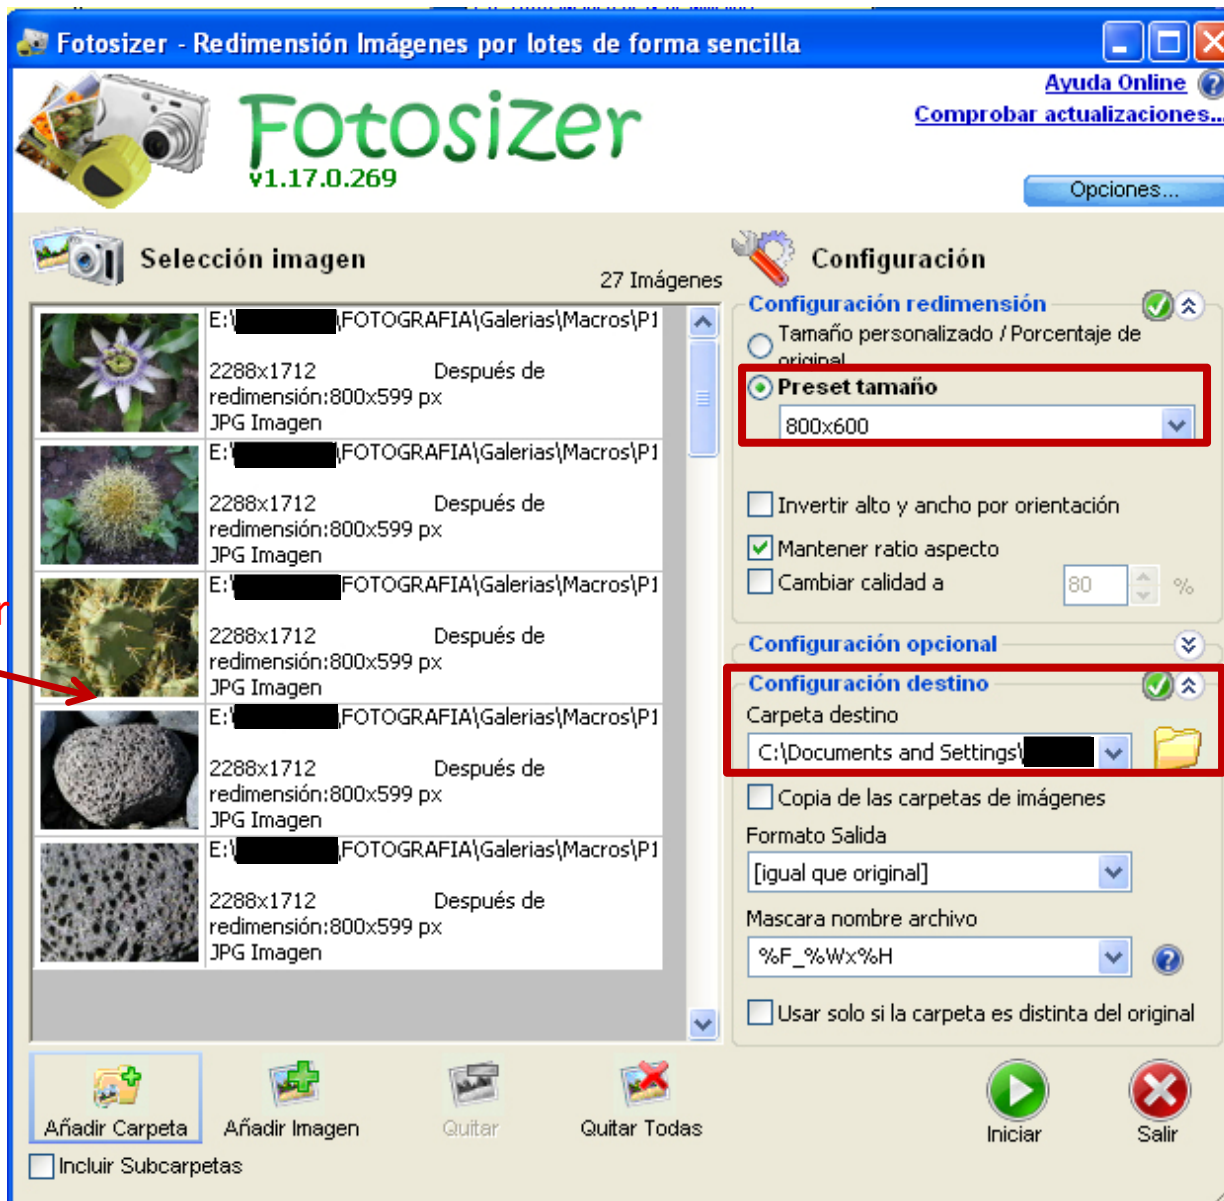 Fotosizer - Redimensión Imágenes por lotes de forma sencilla
Ayuda Online
Comprobar actualizaciones...
Fotosizer
v1.17.0.269
Opciones...
Selección imagen
27 Imágenes
E:\ \FOTOGRAFIA\Galerias\Macros\P1
2288x1712 Después de
redimensión:800x599 px
JPG Imagen
E:\ \FOTOGRAFIA\Galerias\Macros\P1
2288x1712 Después de
redimensión:800x599 px
JPG Imagen
E:\ FOTOGRAFIA\Galerias\Macros\P1
2288x1712 Después de
redimensión:800x599 px
JPG Imagen
E:\ FOTOGRAFIA\Galerias\Macros\P1
2288x1712 Después de
redimensión:800x599 px
JPG Imagen
E:\ FOTOGRAFIA\Galerias\Macros\P1
2288x1712 Después de
redimensión:800x599 px
JPG Imagen
Configuración
Configuración redimensión
Tamaño personalizado / Porcentaje de
original
Preset tamaño
800x600
Invertir alto y ancho por orientación
Mantener ratio aspecto
Cambiar calidad a 80 %
Configuración opcional
Configuración destino
Carpeta destino
C:\Documents and Settings\
Copia de las carpetas de imágenes
Formato Salida
[igual que original]
Mascara nombre archivo
%F_%Wx%H
Usar solo si la carpeta es distinta del original
Añadir Carpeta
Añadir Imagen
Quitar
Quitar Todas
Iniciar
Salir
Incluir Subcarpetas